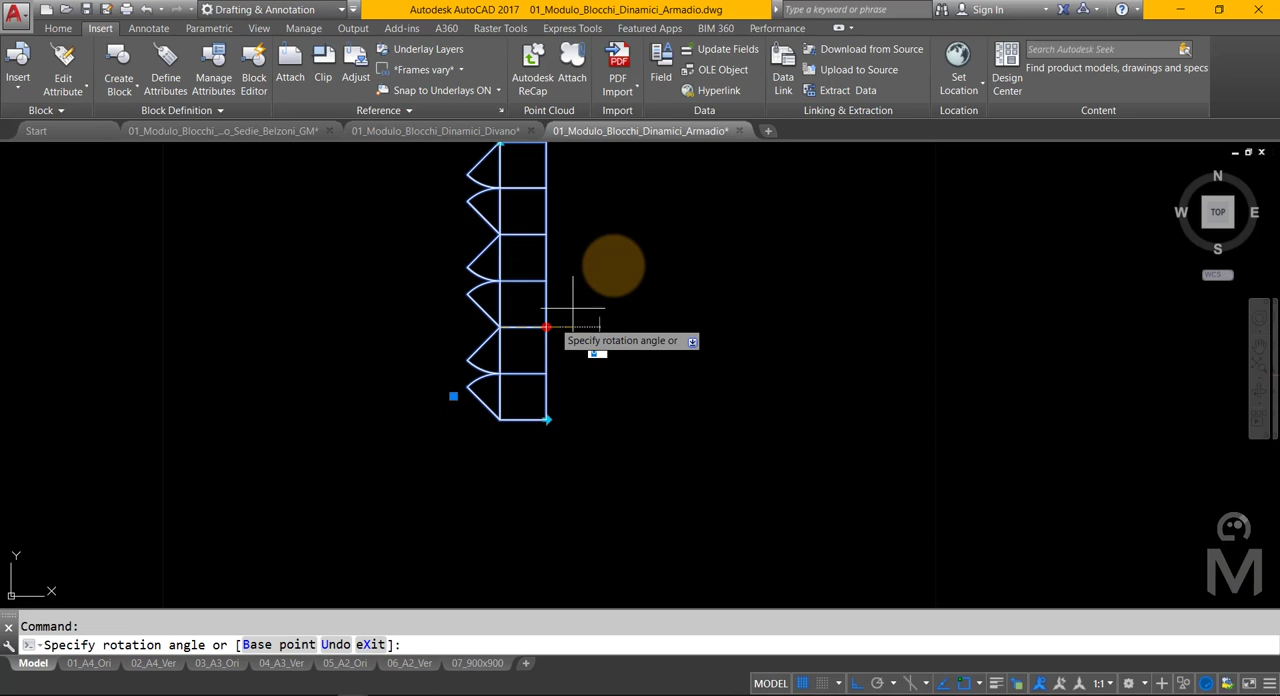 A Drafting & Annotation Autodesk AutoCAD 2017 01_Modulo_Blocchi_Dinamici_Armadio.dwg Type a keyword or phrase Sign In
Home Insert Annotate Parametric View Manage Output Add-ins A360 Raster Tools Express Tools Featured Apps BIM 360 Performance
Underlay Layers Update Fields Download from Source Search Autodesk Seek
*Frames vary* OLE Object Upload to Source Find product models, drawings and specs
Snap to Underlays ON Hyperlink Extract Data
Insert Edit Attribute Create Block Define Attributes Manage Attributes Block Editor Attach Clip Adjust Autodesk ReCap Attach PDF Import Field Data Link Set Location Design Center
Block Block Definition Reference Point Cloud Import Data Linking & Extraction Location Content
Start 01_Modulo_Blocchi_..o_Sedie_Belzoni_GM* 01_Modulo_Blocchi_Dinamici_Divano* 01_Modulo_Blocchi_Dinamici_Armadio*
N
W TOP E
S
WCS
Specify rotation angle or
Y
X
M
Command:
Specify rotation angle or [Base point Undo eXit]:
Model 01_A4_Ori 02_A4_Ver 03_A3_Ori 04_A3_Ver 05_A2_Ori 06_A2_Ver 07_900x900
MODEL 1:1